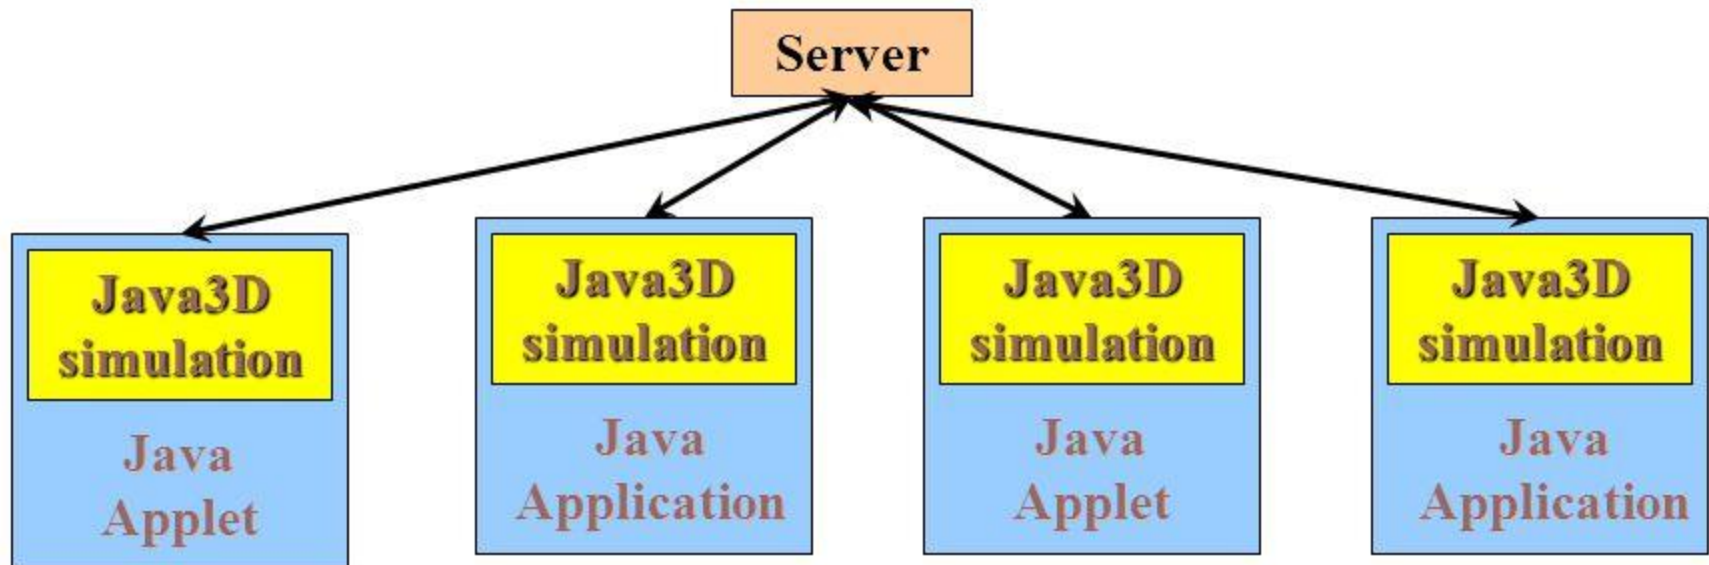 Server
Java3D
simulation
Java
Applet
Java3D
simulation
Java
Application
Java3D
simulation
Java
Applet
Java3D
simulation
Java
Application